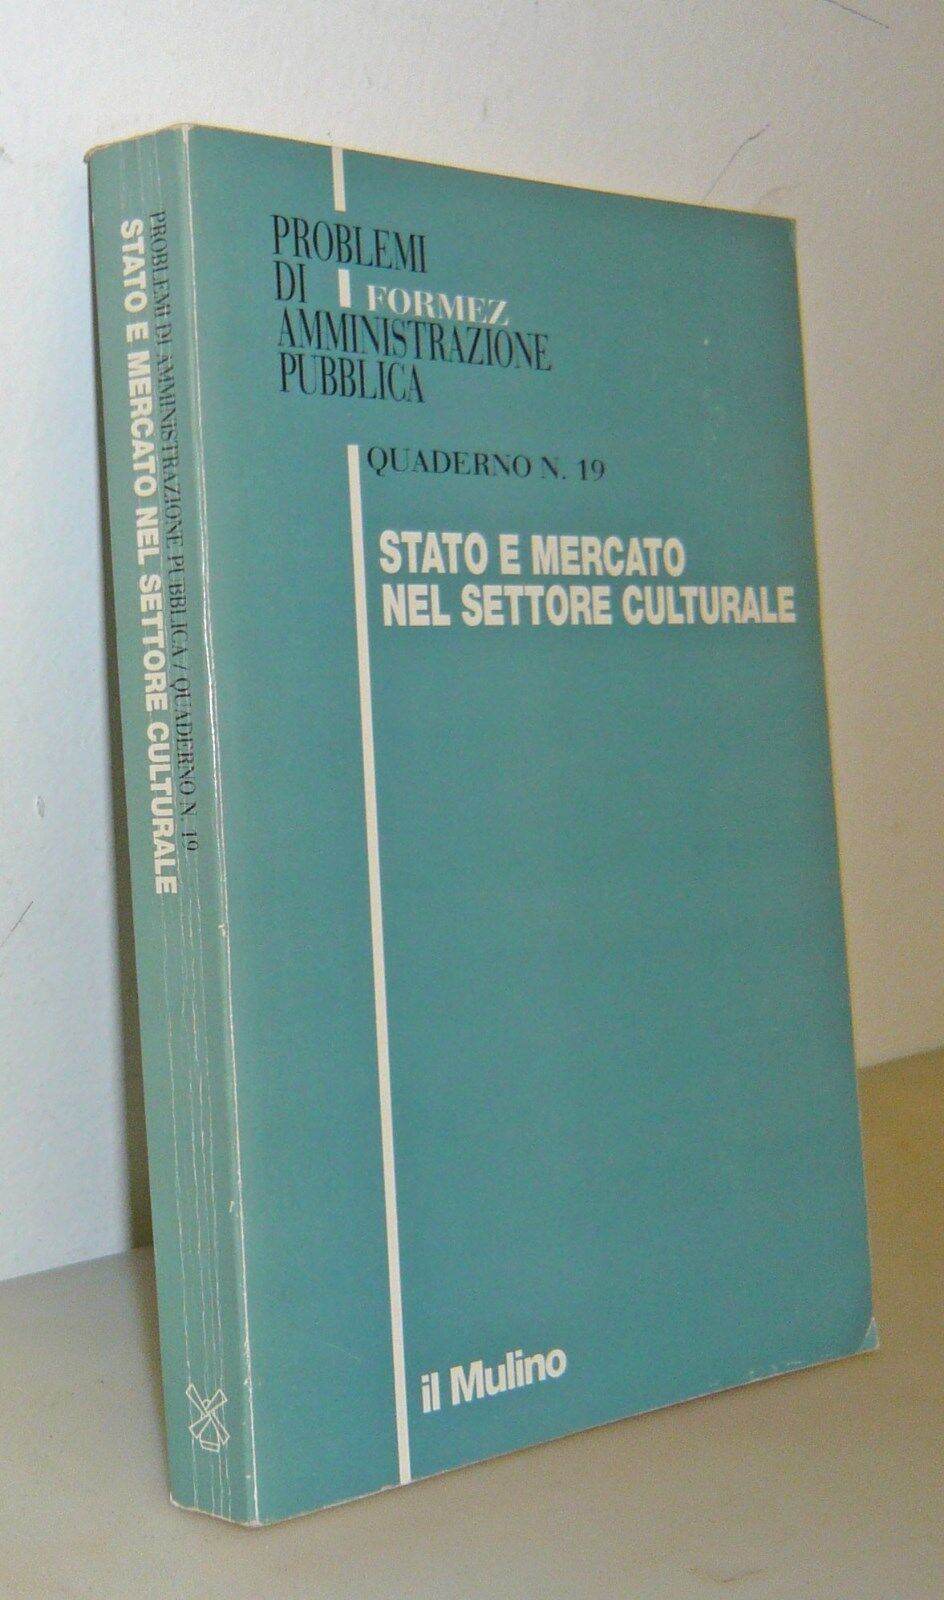 PROBLEMI
DI
FORMEZ
AMMINISTRAZIONE
PUBBLICA
QUADERNO N. 19
STATO E MERCATO
NEL SETTORE CULTURALE
il Mulino
PROBLEMI DI AMMINISTRAZIONE PUBBLICA / QUADERNO N. 19
STATO E MERCATO NEL SETTORE CULTURALE